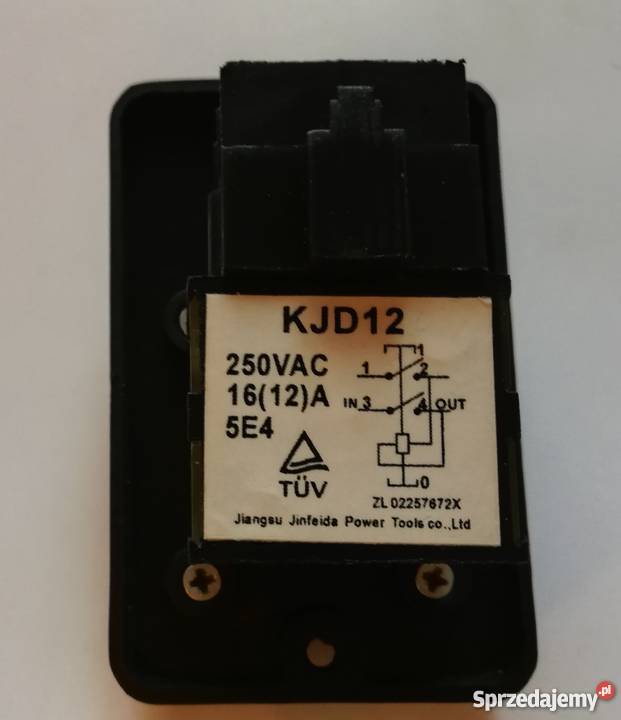 KJD12
250VAC
16(12)A
5E4
TÜV
1
1 2
IN 3 4 OUT
0
ZL 02257672X
Jiangsu Jinfeida Power Tools co.,Ltd
Sprzedajemy.pl